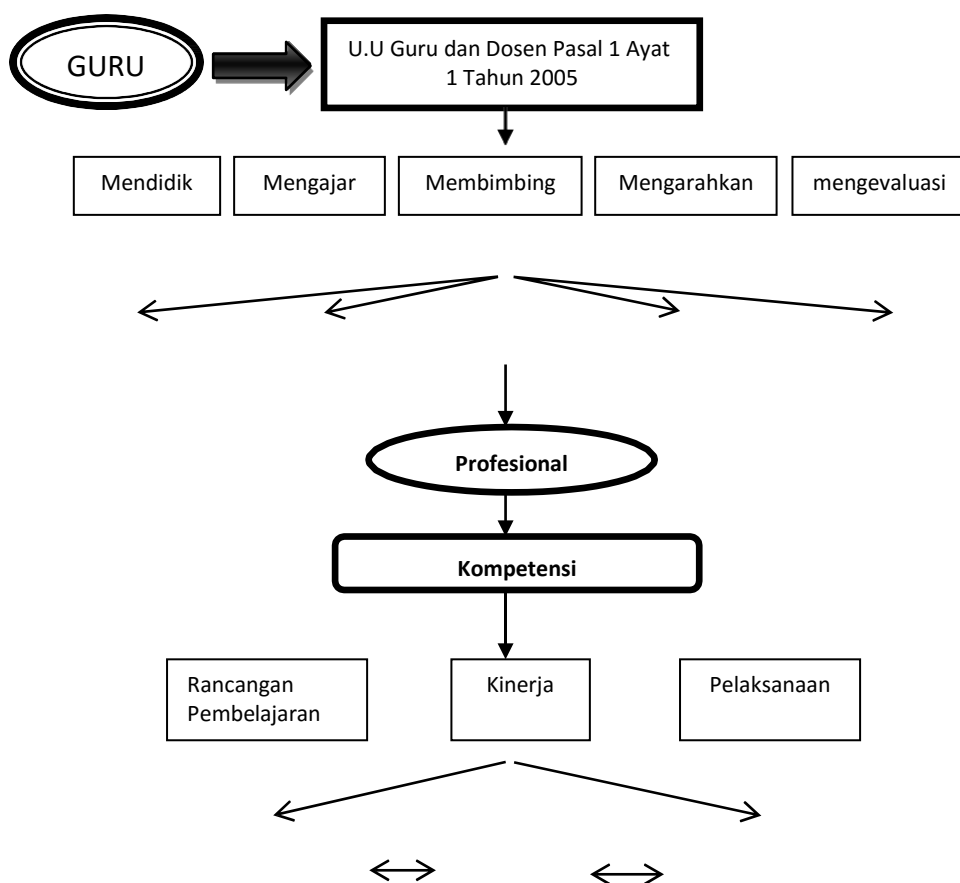 GURU
U.U Guru dan Dosen Pasal 1 Ayat
1 Tahun 2005
Mendidik
Mengajar
Membimbing
Mengarahkan
mengevaluasi
Profesional
Kompetensi
Rancangan
Pembelajaran
Kinerja
Pelaksanaan